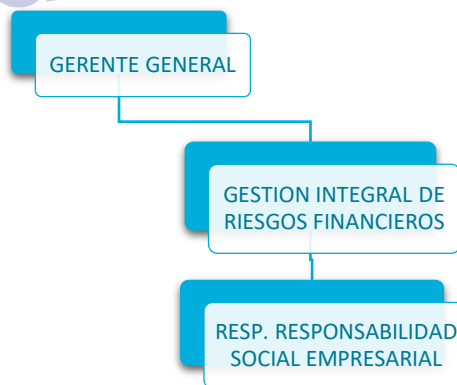 GERENTE GENERAL
GESTION INTEGRAL DE
RIESGOS FINANCIEROS
RESP. RESPONSABILIDAD
SOCIAL EMPRESARIAL